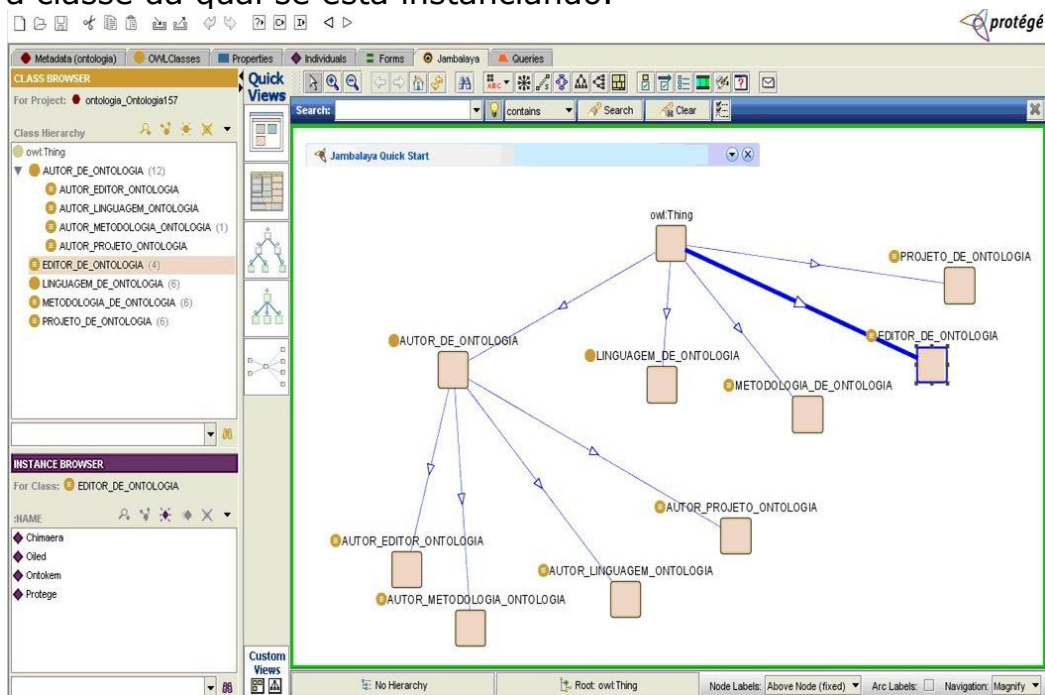 a classe da qual se está instanciando.
protégé
Metadata (ontologia) OWLClasses Properties Individuals Forms Jambalaya Queries
CLASS BROWSER
For Project: ontologia_Ontologia157
Class Hierarchy
owl:Thing
AUTOR_DE_ONTOLOGIA (12)
AUTOR_EDITOR_ONTOLOGIA
AUTOR_LINGUAGEM_ONTOLOGIA
AUTOR_METODOLOGIA_ONTOLOGIA (1)
AUTOR_PROJETO_ONTOLOGIA
EDITOR_DE_ONTOLOGIA (4)
LINGUAGEM_DE_ONTOLOGIA (6)
METODOLOGIA_DE_ONTOLOGIA (6)
PROJETO_DE_ONTOLOGIA (6)
INSTANCE BROWSER
For Class: EDITOR_DE_ONTOLOGIA
:NAME
Chimaera
Oiled
Ontokem
Protege
Quick
Views
Custom
Views
Search: contains Search Clear
Jambalaya Quick Start
owl:Thing
PROJETO_DE_ONTOLOGIA
EDITOR_DE_ONTOLOGIA
AUTOR_DE_ONTOLOGIA
LINGUAGEM_DE_ONTOLOGIA
METODOLOGIA_DE_ONTOLOGIA
AUTOR_PROJETO_ONTOLOGIA
AUTOR_EDITOR_ONTOLOGIA
AUTOR_LINGUAGEM_ONTOLOGIA
AUTOR_METODOLOGIA_ONTOLOGIA
No Hierarchy Root: owl:Thing Node Labels: Above Node (fixed) Arc Labels: Navigation: Magnify